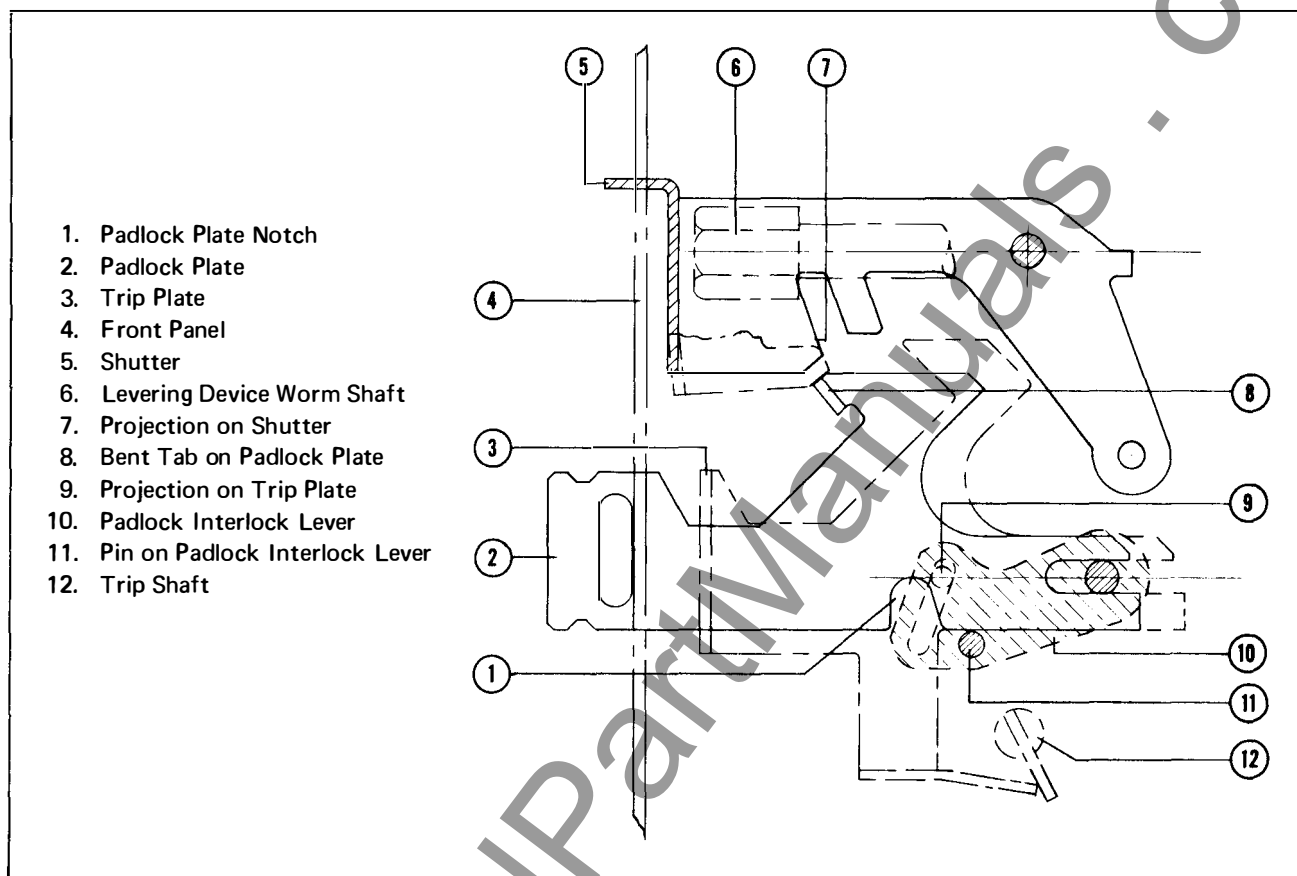 1. Padlock Plate Notch
2. Padlock Plate
3. Trip Plate
4. Front Panel
5. Shutter
6. Levering Device Worm Shaft
7. Projection on Shutter
8. Bent Tab on Padlock Plate
9. Projection on Trip Plate
10. Padlock Interlock Lever
11. Pin on Padlock Interlock Lever
12. Trip Shaft
5
6
7
4
8
3
9
2
1
10
11
12
PartManuals . c